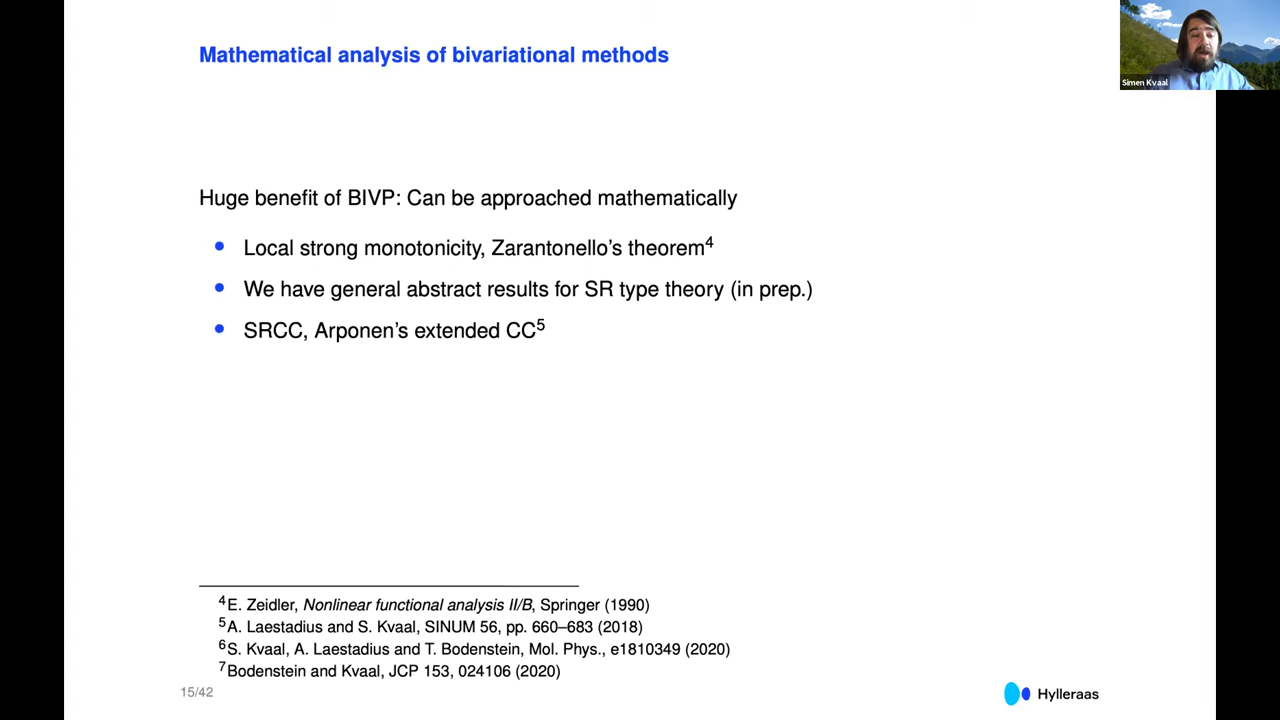 Mathematical analysis of bivariational methods
Simen Kvaal
Huge benefit of BIVP: Can be approached mathematically
• Local strong monotonicity, Zarantonello's theorem⁴
• We have general abstract results for SR type theory (in prep.)
• SRCC, Arponen's extended CC⁵
⁴E. Zeidler, Nonlinear functional analysis II/B, Springer (1990)
⁵A. Laestadius and S. Kvaal, SINUM 56, pp. 660–683 (2018)
⁶S. Kvaal, A. Laestadius and T. Bodenstein, Mol. Phys., e1810349 (2020)
⁷Bodenstein and Kvaal, JCP 153, 024106 (2020)
15/42
Hylleraas